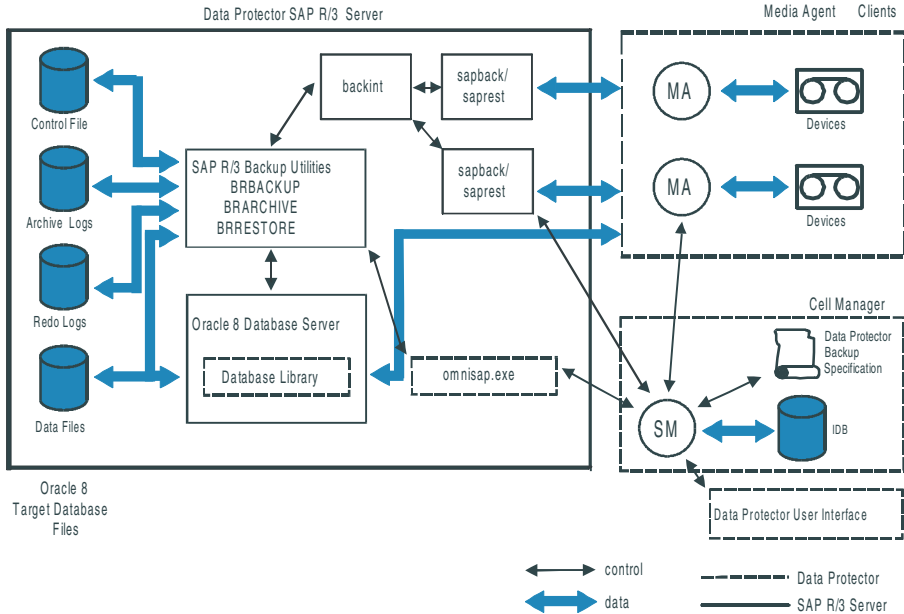 Data Protector SAP R/3 Server
Media Agent Clients
Control File
Archive Logs
Redo Logs
Data Files
Oracle 8
Target Database
Files
backint
sapback/
saprest
sapback/
saprest
SAP R/3 Backup Utilities
BRBACKUP
BRARCHIVE
BRRESTORE
Oracle 8 Database Server
Database Library
omnisap.exe
MA
Devices
MA
Devices
Cell Manager
Data Protector
Backup
Specification
SM
IDB
Data Protector User Interface
control
data
Data Protector
SAP R/3 Server